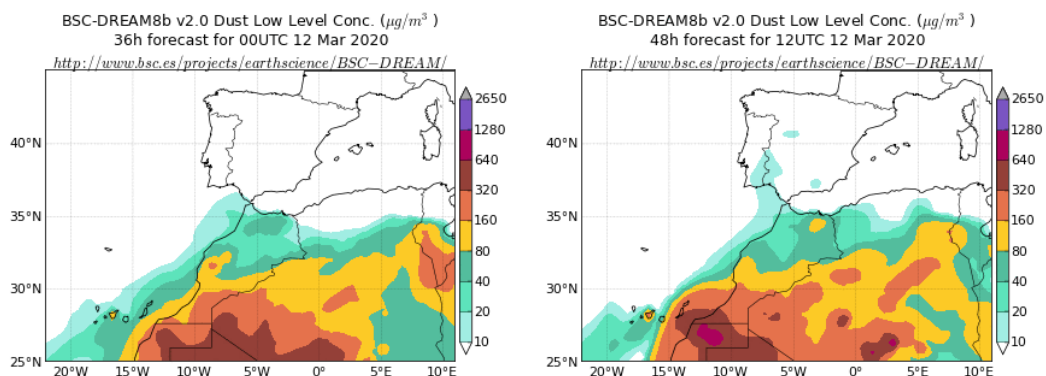 BSC-DREAM8b v2.0 Dust Low Level Conc. (μg/m³ )
36h forecast for 00UTC 12 Mar 2020
http://www.bsc.es/projects/earthscience/BSC−DREAM/
40°N
35°N
30°N
25°N
20°W
15°W
10°W
5°W
0°
5°E
10°E
2650
1280
640
320
160
80
40
20
10
BSC-DREAM8b v2.0 Dust Low Level Conc. (μg/m³ )
48h forecast for 12UTC 12 Mar 2020
http://www.bsc.es/projects/earthscience/BSC−DREAM/
40°N
35°N
30°N
25°N
20°W
15°W
10°W
5°W
0°
5°E
10°E
2650
1280
640
320
160
80
40
20
10